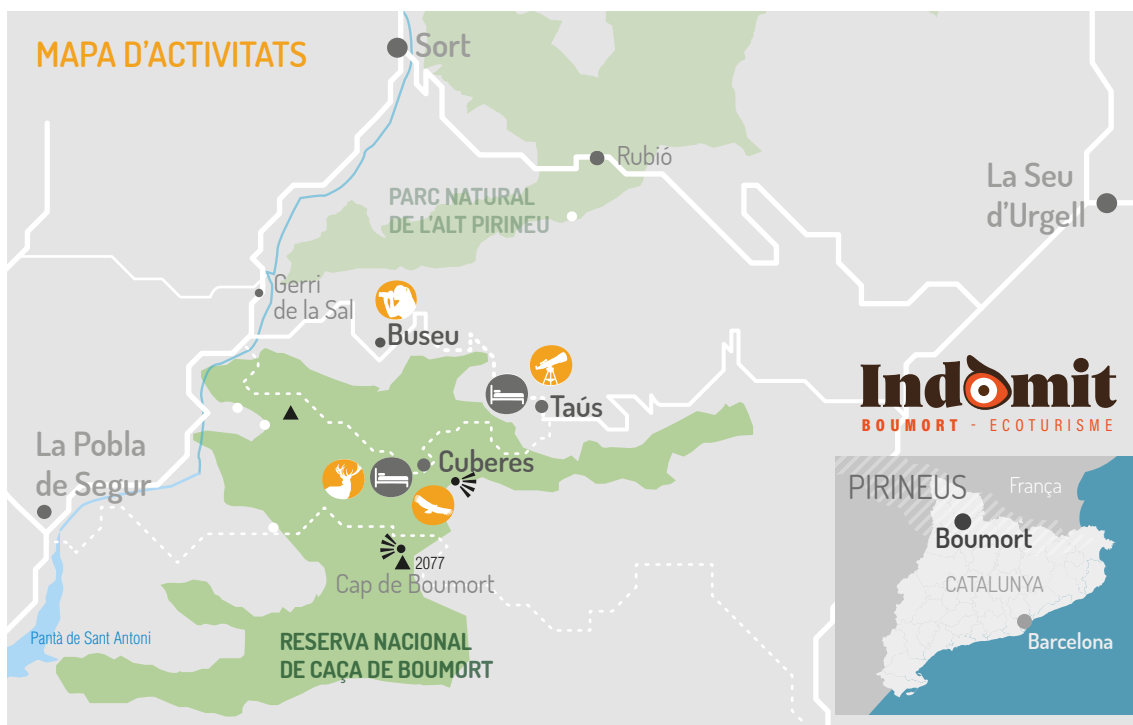 MAPA D'ACTIVITATS
Sort
Rubió
La Seu
d'Urgell
PARC NATURAL
DE L'ALT PIRINEU
Gerri
de la Sal
Buseu
Taús
Indòmit
BOUMORT - ECOTURISME
La Pobla
de Segur
Cuberes
2077
Cap de Boumort
Pantà de Sant Antoni
RESERVA NACIONAL
DE CAÇA DE BOUMORT
PIRINEUS
França
Boumort
CATALUNYA
Barcelona